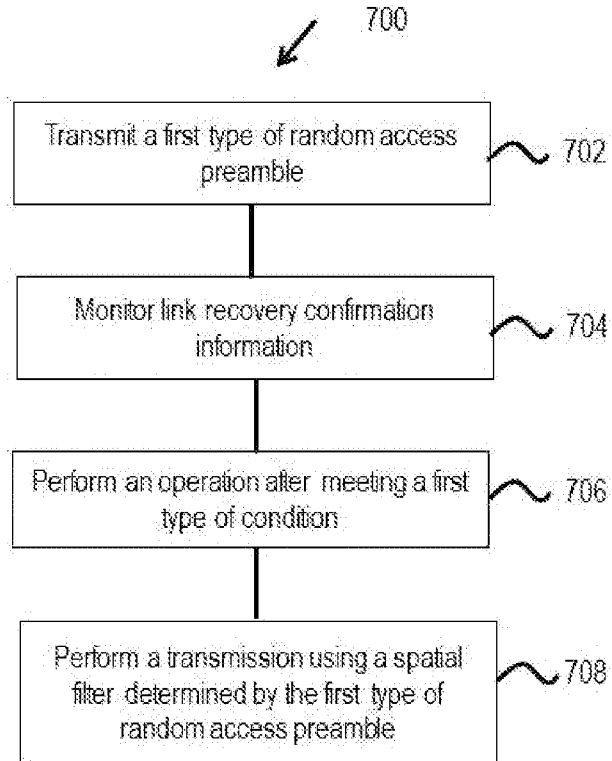 700
Transmit a first type of random access
preamble
702
Monitor link recovery confirmation
information
704
Perform an operation after meeting a first
type of condition
706
Perform a transmission using a spatial
filter determined by the first type of
random access preamble
708